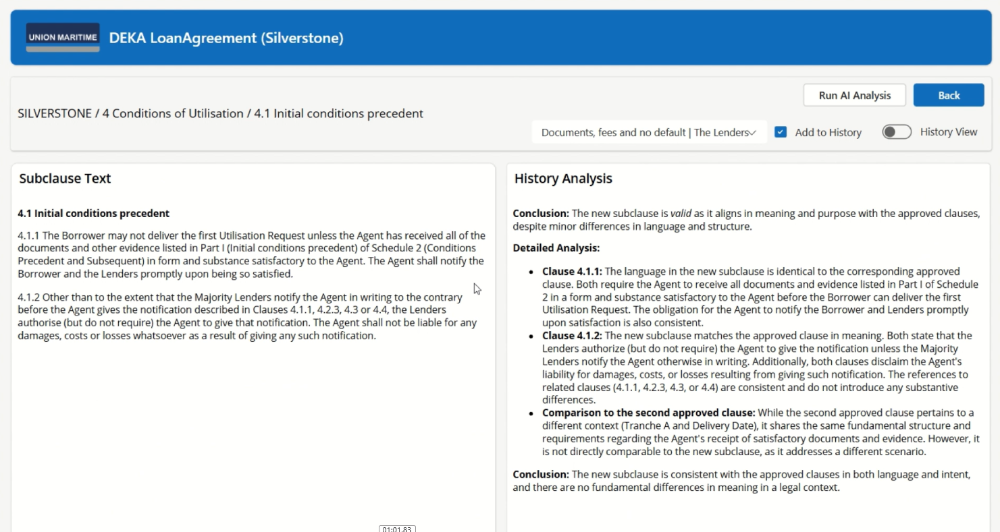 UNION MARITIME
DEKA LoanAgreement (Silverstone)
Run AI Analysis
Back
SILVERSTONE / 4 Conditions of Utilisation / 4.1 Initial conditions precedent
Documents, fees and no default | The Lenders
Add to History
History View
Subclause Text
4.1 Initial conditions precedent
4.1.1 The Borrower may not deliver the first Utilisation Request unless the Agent has received all of the
documents and other evidence listed in Part I (Initial conditions precedent) of Schedule 2 (Conditions
Precedent and Subsequent) in form and substance satisfactory to the Agent. The Agent shall notify the
Borrower and the Lenders promptly upon being so satisfied.
4.1.2 Other than to the extent that the Majority Lenders notify the Agent in writing to the contrary
before the Agent gives the notification described in Clauses 4.1.1, 4.2.3, 4.3 or 4.4, the Lenders
authorise (but do not require) the Agent to give that notification. The Agent shall not be liable for any
damages, costs or losses whatsoever as a result of giving any such notification.
History Analysis
Conclusion: The new subclause is valid as it aligns in meaning and purpose with the approved clauses,
despite minor differences in language and structure.
Detailed Analysis:
• Clause 4.1.1: The language in the new subclause is identical to the corresponding approved
clause. Both require the Agent to receive all documents and evidence listed in Part I of Schedule
2 in a form and substance satisfactory to the Agent before the Borrower can deliver the first
Utilisation Request. The obligation for the Agent to notify the Borrower and Lenders promptly
upon satisfaction is also consistent.
• Clause 4.1.2: The new subclause matches the approved clause in meaning. Both state that the
Lenders authorize (but do not require) the Agent to give the notification unless the Majority
Lenders notify the Agent otherwise in writing. Additionally, both clauses disclaim the Agent's
liability for damages, costs, or losses resulting from giving such notification. The references to
related clauses (4.1.1, 4.2.3, 4.3, or 4.4) are consistent and do not introduce any substantive
differences.
• Comparison to the second approved clause: While the second approved clause pertains to a
different context (Tranche A and Delivery Date), it shares the same fundamental structure and
requirements regarding the Agent's receipt of satisfactory documents and evidence. However, it
is not directly comparable to the new subclause, as it addresses a different scenario.
Conclusion: The new subclause is consistent with the approved clauses in both language and intent,
and there are no fundamental differences in meaning in a legal context.
01:01.83